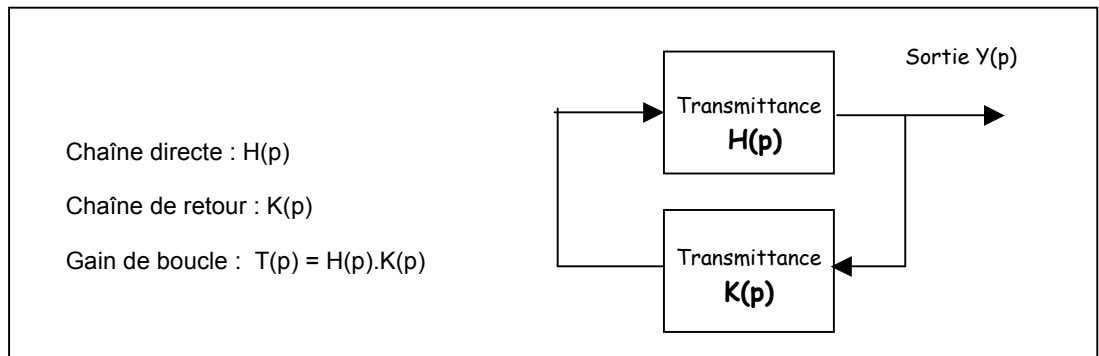 Chaîne directe : H(p)
Chaîne de retour : K(p)
Gain de boucle : T(p) = H(p).K(p)
Sortie Y(p)
Transmittance
H(p)
Transmittance
K(p)